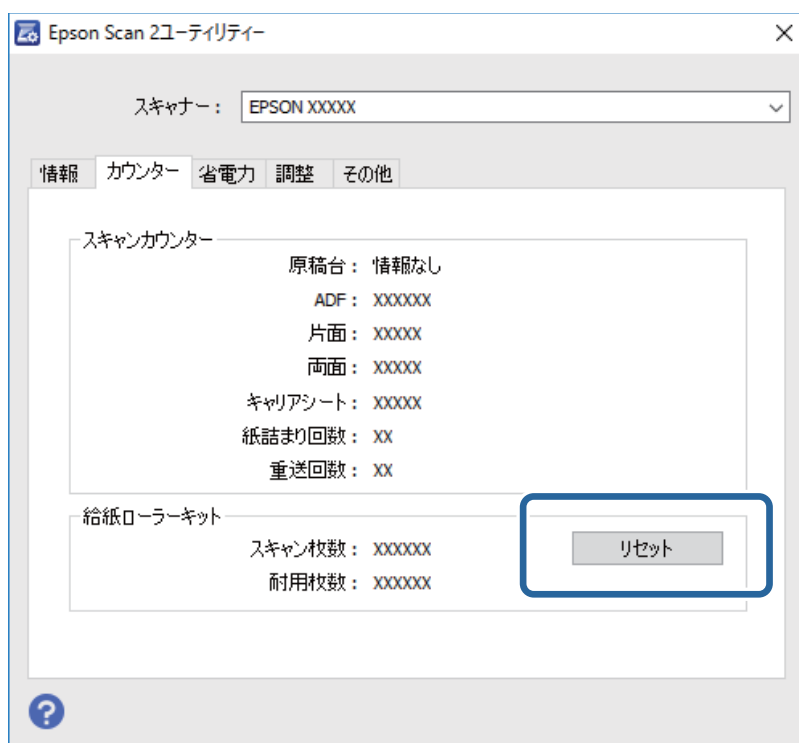 Epson Scan 2ユーティリティー
スキャナー： EPSON XXXXX
情報 カウンター 省電力 調整 その他
スキャンカウンター
原稿台： 情報なし
ADF： XXXXXX
片面： XXXXX
両面： XXXXX
キャリアシート： XXXXX
紙詰まり回数： XX
重送回数： XX
給紙ローラーキット
スキャン枚数： XXXXXX リセット
耐用枚数： XXXXXX
?